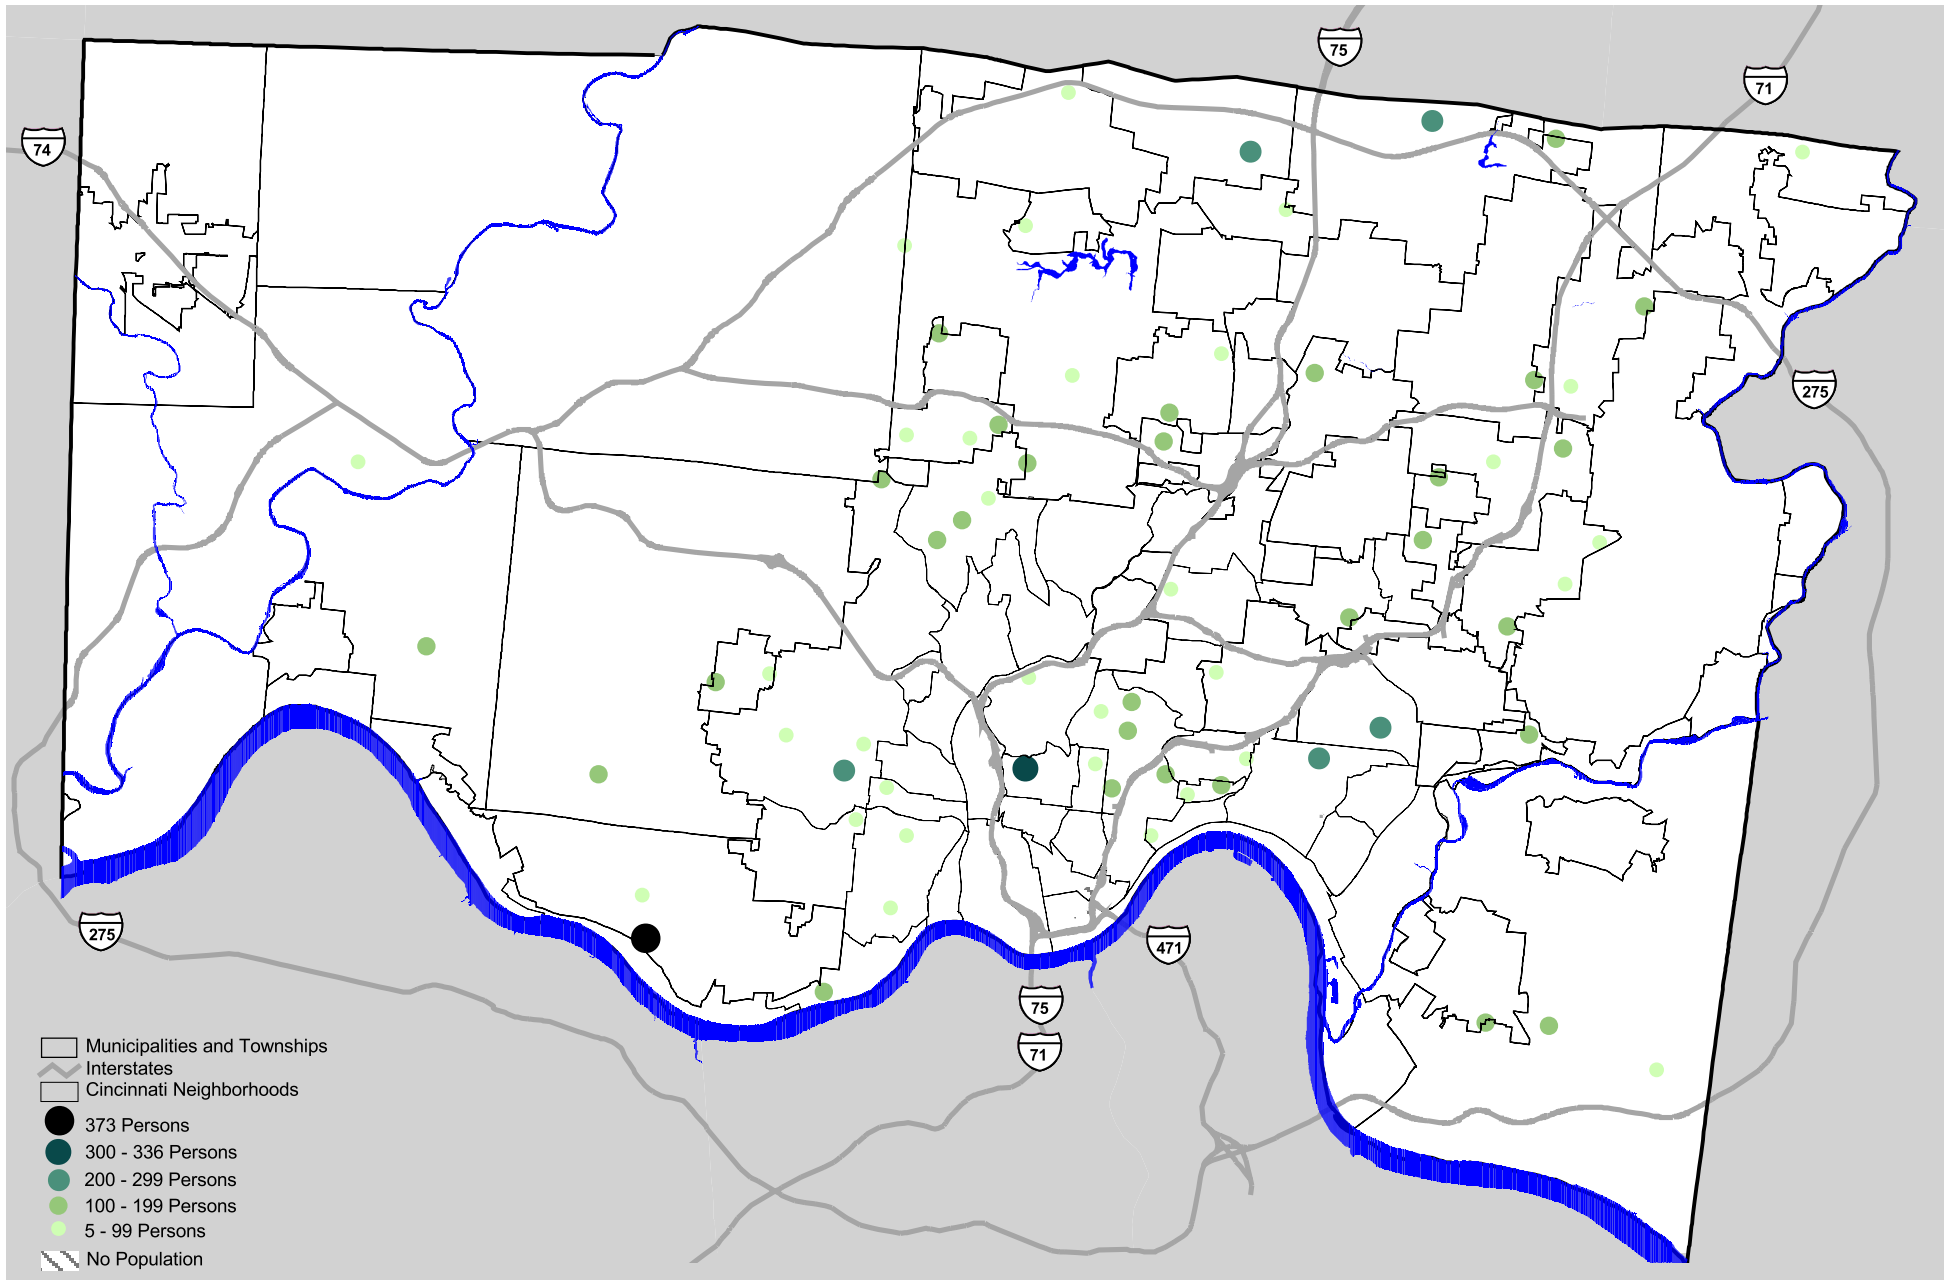 75
71
74
275
275
471
75
71
Municipalities and Townships
Interstates
Cincinnati Neighborhoods
373 Persons
300 - 336 Persons
200 - 299 Persons
100 - 199 Persons
5 - 99 Persons
No Population